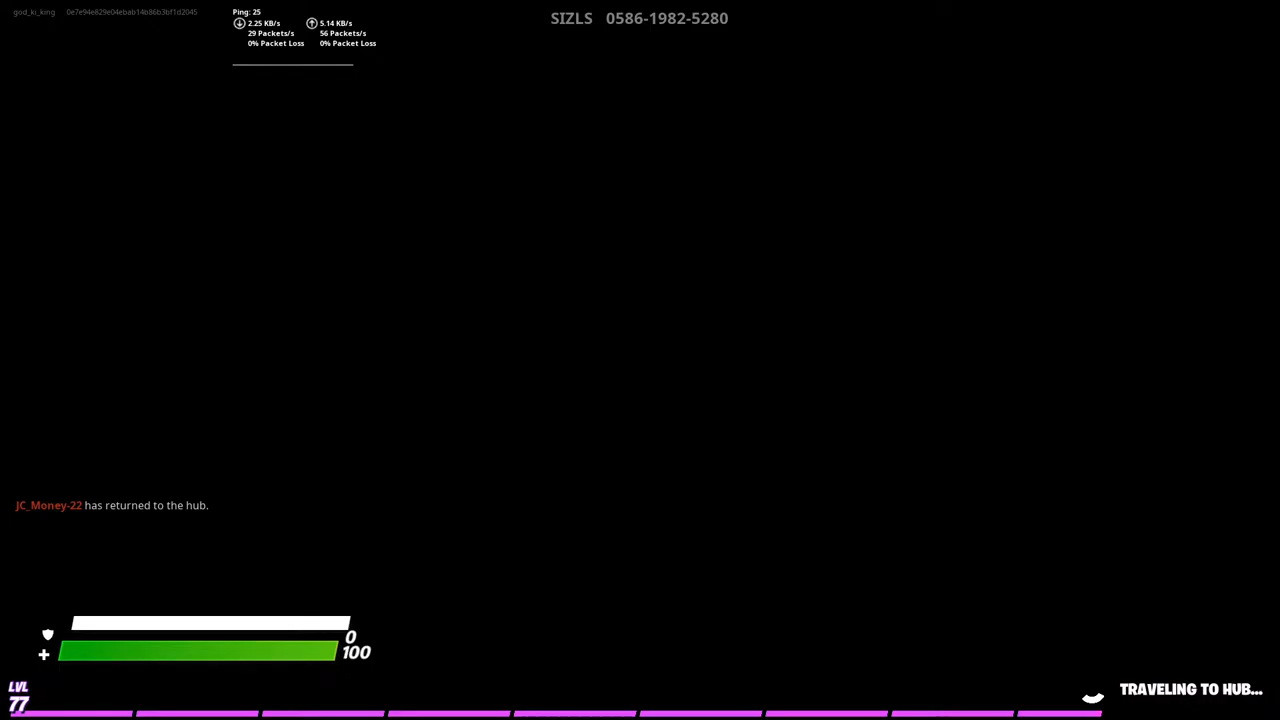 god_ki_king 0e7e94e829e04ebab14b86b3bf1d2045
Ping: 25
2.25 KB/s 5.14 KB/s
29 Packets/s 56 Packets/s
0% Packet Loss 0% Packet Loss
SIZLS 0586-1982-5280
JC_Money-22 has returned to the hub.
0
100
LVL
77
TRAVELING TO HUB...